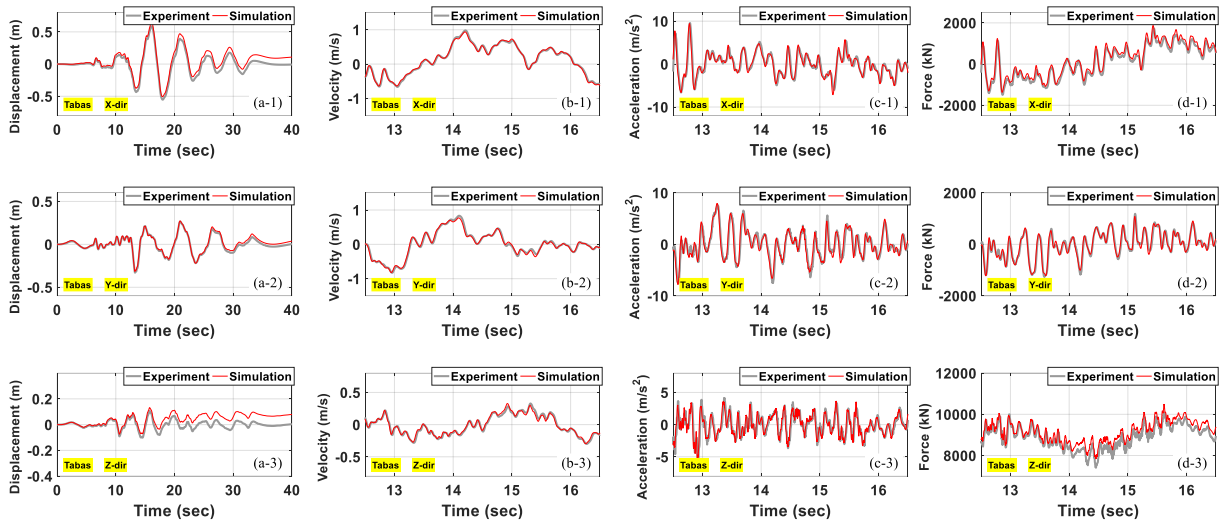 Displacement (m)
0.5
0
-0.5
Experiment Simulation
Tabas X-dir
(a-1)
0 10 20 30 40
Time (sec)
Velocity (m/s)
1
0
-1
Experiment Simulation
Tabas X-dir
(b-1)
13 14 15 16
Time (sec)
Acceleration (m/s²)
10
0
-10
Experiment Simulation
Tabas X-dir
(c-1)
13 14 15 16
Time (sec)
Force (kN)
2000
0
-2000
Experiment Simulation
Tabas X-dir
(d-1)
13 14 15 16
Time (sec)
Displacement (m)
0.5
0
-0.5
Experiment Simulation
Tabas Y-dir
(a-2)
0 10 20 30 40
Time (sec)
Velocity (m/s)
1
0
-1
Experiment Simulation
Tabas Y-dir
(b-2)
13 14 15 16
Time (sec)
Acceleration (m/s²)
10
0
-10
Experiment Simulation
Tabas Y-dir
(c-2)
13 14 15 16
Time (sec)
Force (kN)
2000
0
-2000
Experiment Simulation
Tabas Y-dir
(d-2)
13 14 15 16
Time (sec)
Displacement (m)
0.2
0
-0.2
-0.4
Experiment Simulation
Tabas Z-dir
(a-3)
0 10 20 30 40
Time (sec)
Velocity (m/s)
0.5
0
-0.5
Experiment Simulation
Tabas Z-dir
(b-3)
13 14 15 16
Time (sec)
Acceleration (m/s²)
5
0
-5
Experiment Simulation
Tabas Z-dir
(c-3)
13 14 15 16
Time (sec)
Force (kN)
12000
10000
8000
Experiment Simulation
Tabas Z-dir
(d-3)
13 14 15 16
Time (sec)